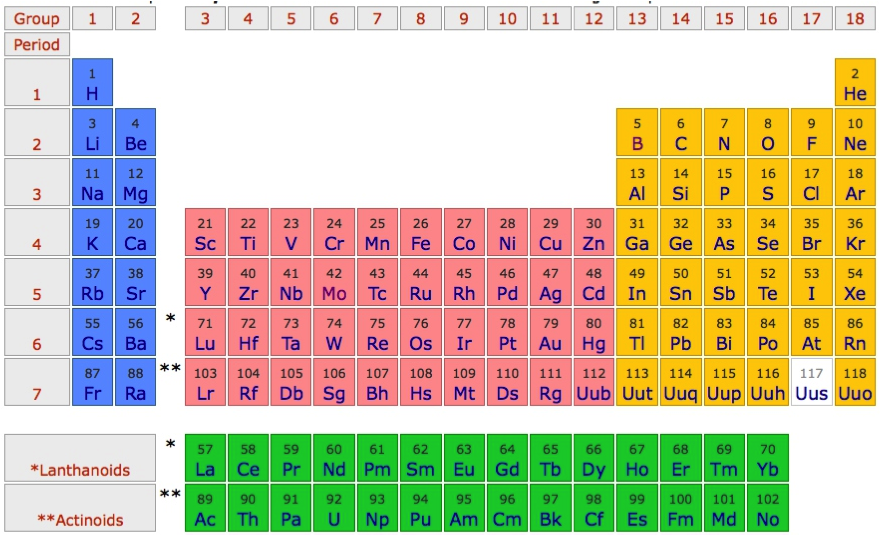 Group 1 2 3 4 5 6 7 8 9 10 11 12 13 14 15 16 17 18
Period
1 2
1 H He
3 4 5 6 7 8 9 10
2 Li Be B C N O F Ne
11 12 13 14 15 16 17 18
3 Na Mg Al Si P S Cl Ar
19 20 21 22 23 24 25 26 27 28 29 30 31 32 33 34 35 36
4 K Ca Sc Ti V Cr Mn Fe Co Ni Cu Zn Ga Ge As Se Br Kr
37 38 39 40 41 42 43 44 45 46 47 48 49 50 51 52 53 54
5 Rb Sr Y Zr Nb Mo Tc Ru Rh Pd Ag Cd In Sn Sb Te I Xe
55 56 * 71 72 73 74 75 76 77 78 79 80 81 82 83 84 85 86
6 Cs Ba Lu Hf Ta W Re Os Ir Pt Au Hg Tl Pb Bi Po At Rn
87 88 ** 103 104 105 106 107 108 109 110 111 112 113 114 115 116 117 118
7 Fr Ra Lr Rf Db Sg Bh Hs Mt Ds Rg Uub Uut Uuq Uup Uuh Uus Uuo
* 57 58 59 60 61 62 63 64 65 66 67 68 69 70
*Lanthanoids La Ce Pr Nd Pm Sm Eu Gd Tb Dy Ho Er Tm Yb
** 89 90 91 92 93 94 95 96 97 98 99 100 101 102
**Actinoids Ac Th Pa U Np Pu Am Cm Bk Cf Es Fm Md No